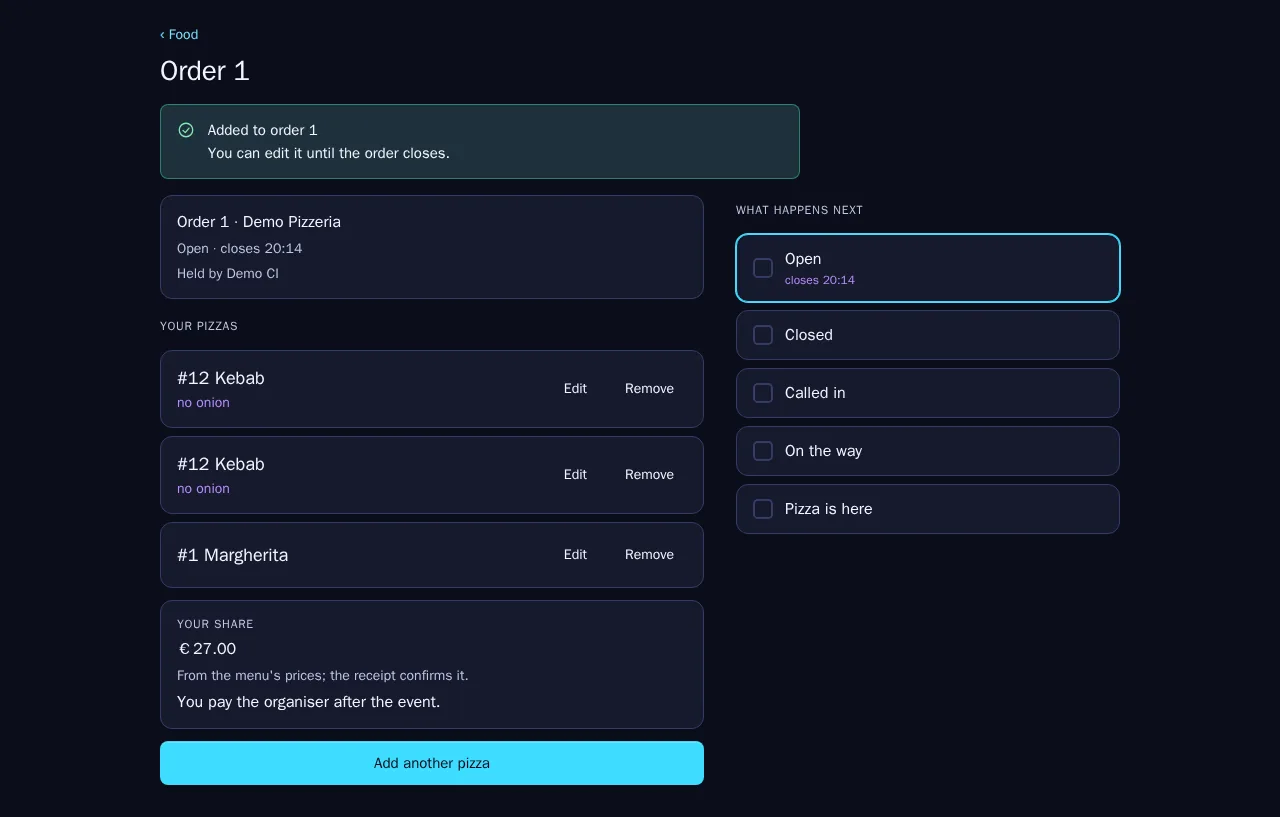 ‹ Food
Order 1
Added to order 1
You can edit it until the order closes.
Order 1 · Demo Pizzeria
Open · closes 20:14
Held by Demo CI
YOUR PIZZAS
#12 Kebab
no onion
Edit
Remove
#12 Kebab
no onion
Edit
Remove
#1 Margherita
Edit
Remove
YOUR SHARE
€ 27.00
From the menu's prices; the receipt confirms it.
You pay the organiser after the event.
Add another pizza
WHAT HAPPENS NEXT
Open
closes 20:14
Closed
Called in
On the way
Pizza is here